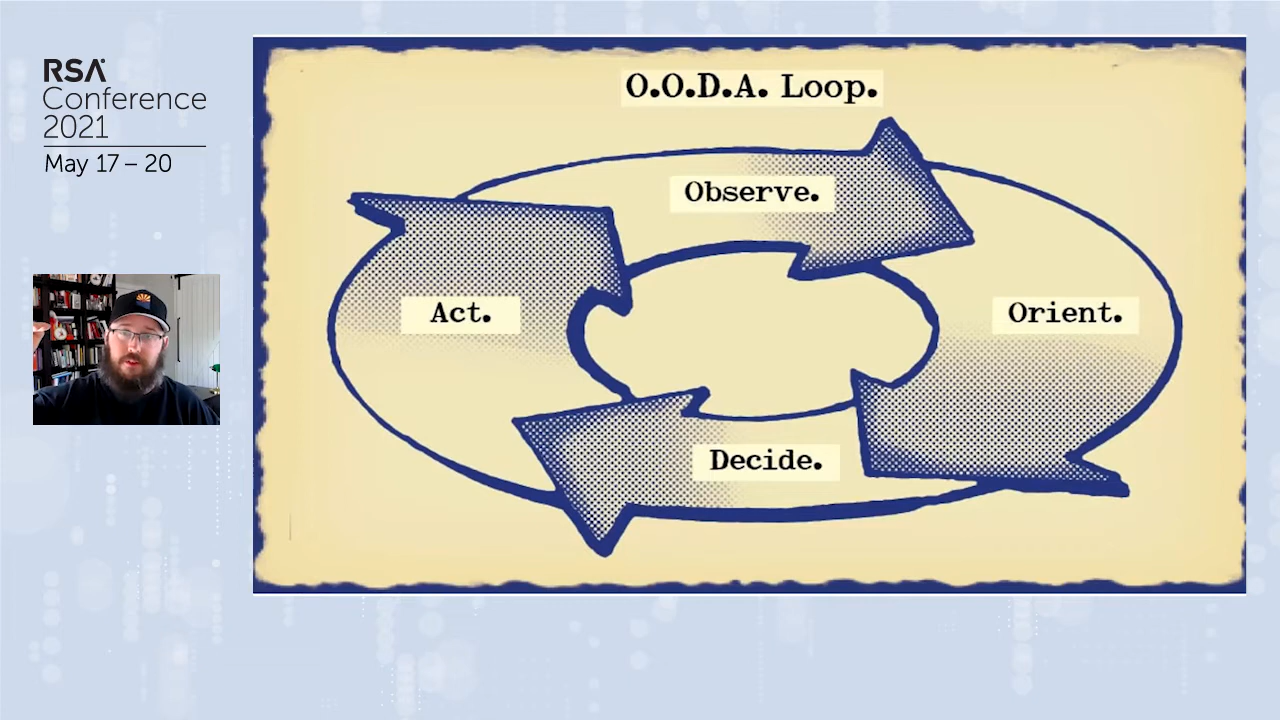 RSA
Conference
2021
May 17 – 20
O.O.D.A. Loop.
Observe.
Act.
Orient.
Decide.